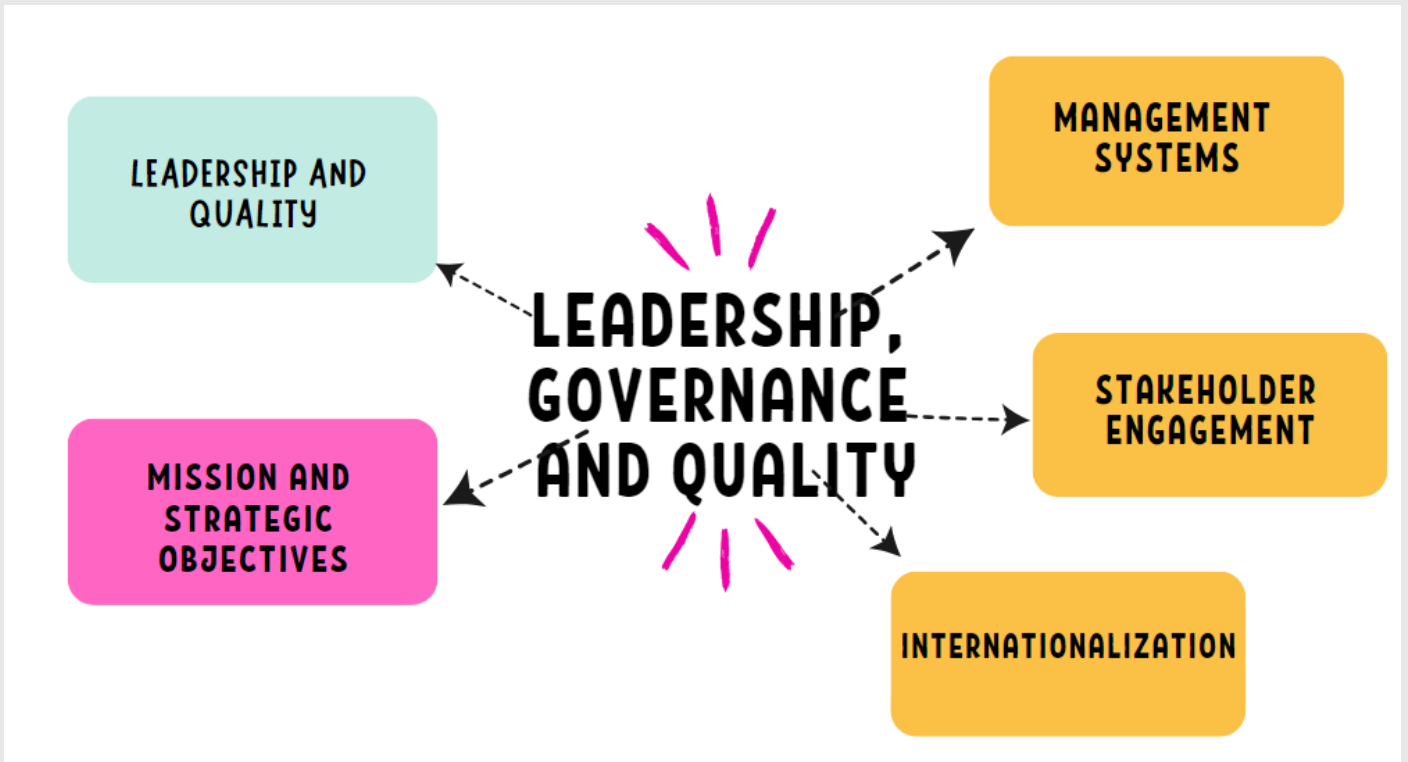 LEADERSHIP AND
QUALITY
MISSION AND
STRATEGIC
OBJECTIVES
LEADERSHIP,
GOVERNANCE
AND QUALITY
MANAGEMENT
SYSTEMS
STAKEHOLDER
ENGAGEMENT
INTERNATIONALIZATION